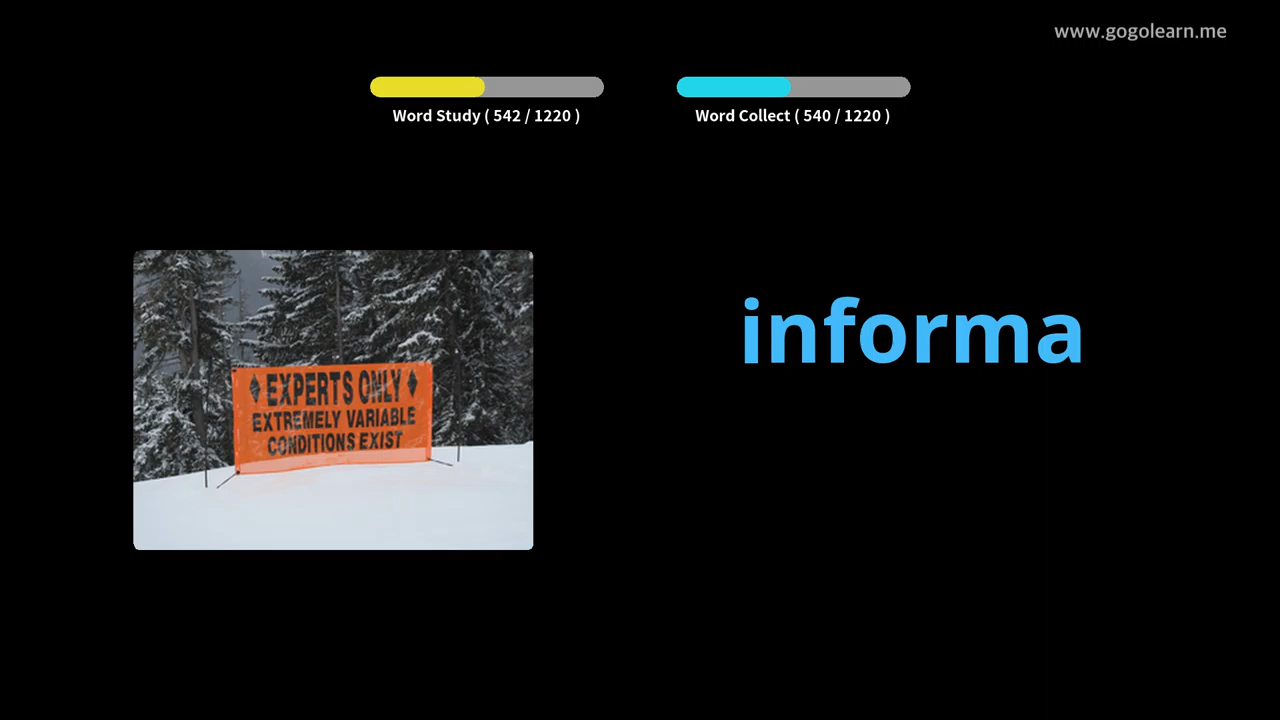 www.gogolearn.me
Word Study ( 542 / 1220 )
Word Collect ( 540 / 1220 )
EXPERTS ONLY
EXTREMELY VARIABLE
CONDITIONS EXIST
informa